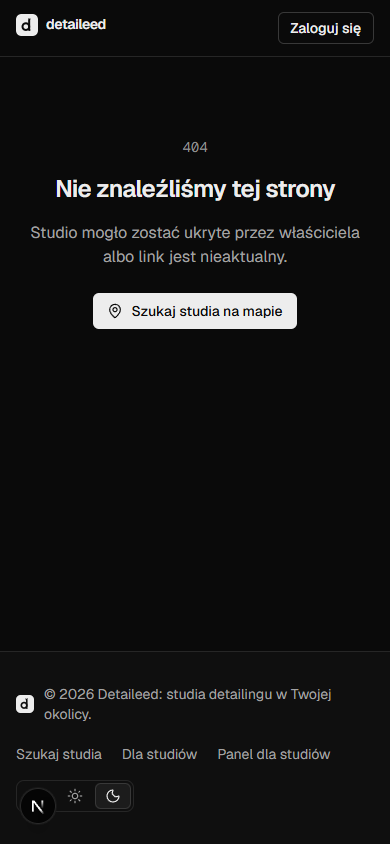 d detaileed
Zaloguj się
404
Nie znaleźliśmy tej strony
Studio mogło zostać ukryte przez właściciela
albo link jest nieaktualny.
Szukaj studia na mapie
d © 2026 Detaileed: studia detailingu w Twojej
okolicy.
Szukaj studia Dla studiów Panel dla studiów
N